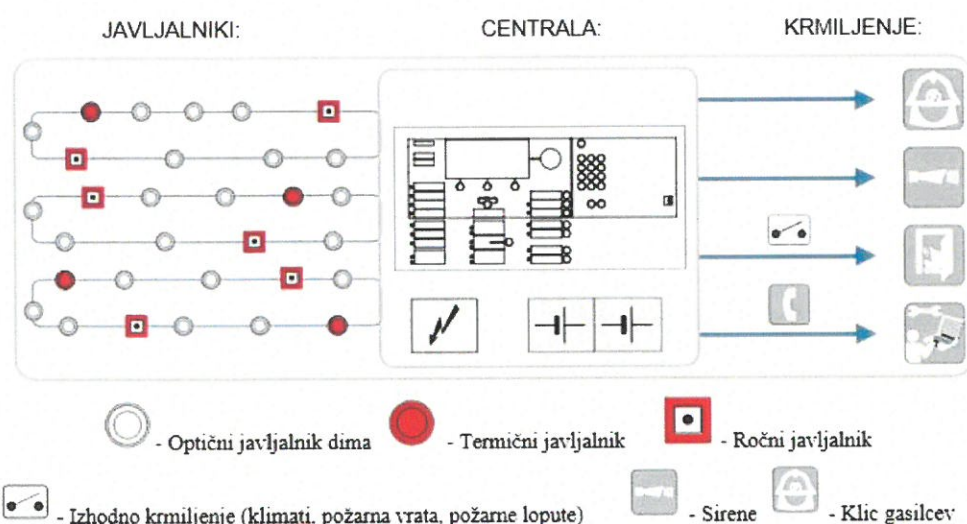 JAVLJALNIKI: CENTRALA: KRMILJENJE:
- Optični javljalnik dima - Termični javljalnik - Ročni javljalnik
- Izhodno krmiljenje (klimati, požarna vrata, požarne lopute) - Sirene - Klic gasilcev